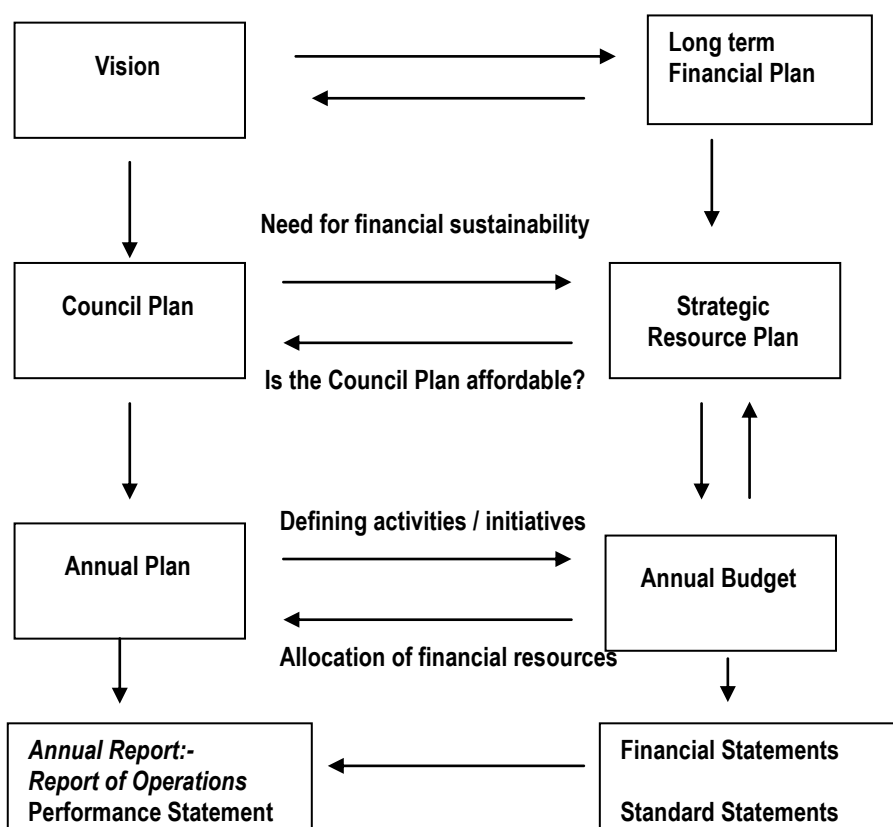 Vision
Long term
Financial Plan
Need for financial sustainability
Council Plan
Strategic
Resource Plan
Is the Council Plan affordable?
Defining activities / initiatives
Annual Plan
Annual Budget
Allocation of financial resources
Annual Report:-
Report of Operations
Performance Statement
Financial Statements
Standard Statements